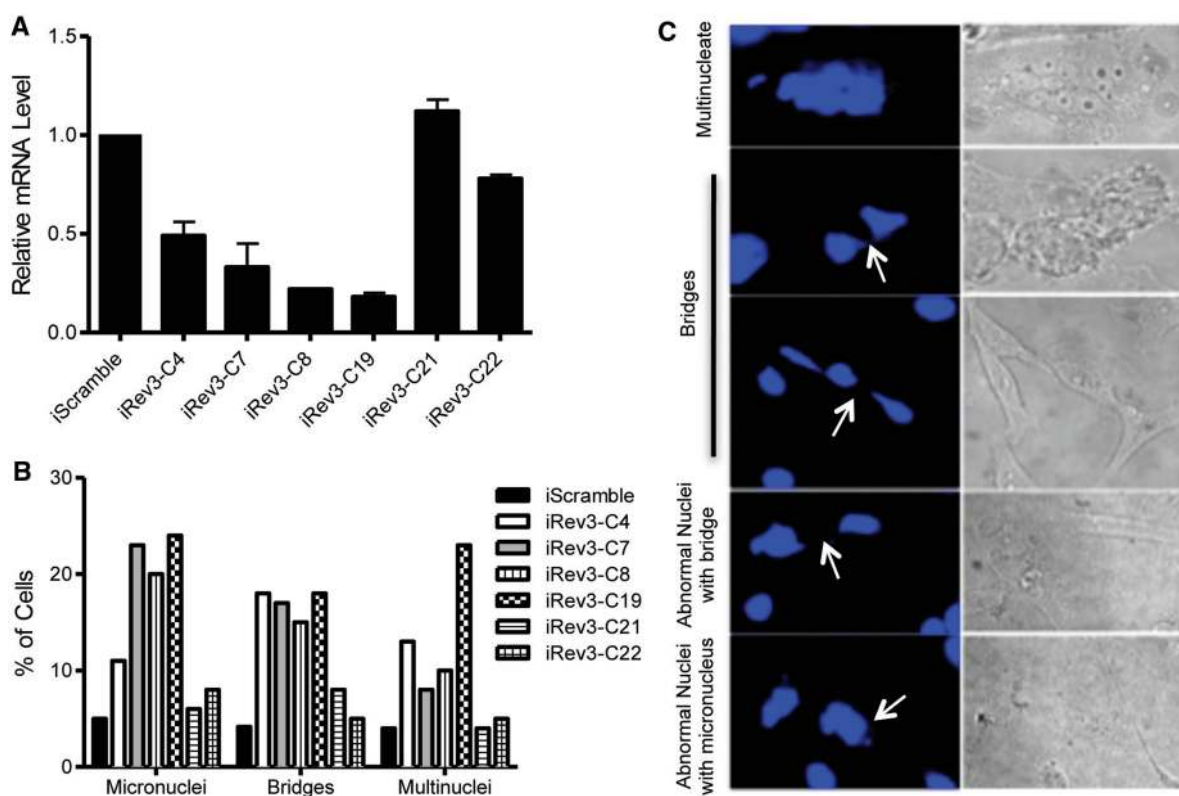 A
Relative mRNA Level
1.5
1.0
0.5
0.0
iScramble
iRev3-C4
iRev3-C7
iRev3-C8
iRev3-C19
iRev3-C21
iRev3-C22
B
% of Cells
30
20
10
0
Micronuclei
Bridges
Multinuclei
iScramble
iRev3-C4
iRev3-C7
iRev3-C8
iRev3-C19
iRev3-C21
iRev3-C22
C
Multinucleate
Bridges
Abnormal Nuclei
with bridge
Abnormal Nuclei
with micronucleus